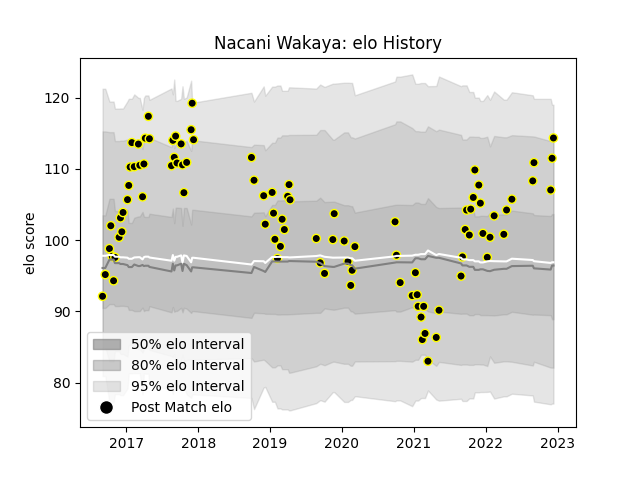 Nacani Wakaya: elo History
elo score
120
110
100
90
80
50% elo Interval
80% elo Interval
95% elo Interval
Post Match elo
2017 2018 2019 2020 2021 2022 2023